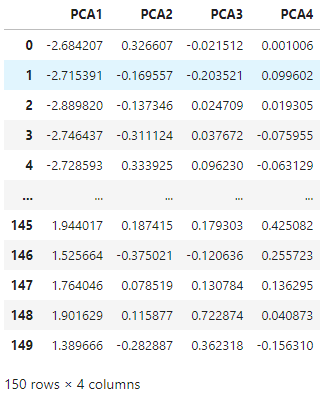 PCA1 PCA2 PCA3 PCA4
0 -2.684207 0.326607 -0.021512 0.001006
1 -2.715391 -0.169557 -0.203521 0.099602
2 -2.889820 -0.137346 0.024709 0.019305
3 -2.746437 -0.311124 0.037672 -0.075955
4 -2.728593 0.333925 0.096230 -0.063129
... ... ... ... ...
145 1.944017 0.187415 0.179303 0.425082
146 1.525664 -0.375021 -0.120636 0.255723
147 1.764046 0.078519 0.130784 0.136295
148 1.901629 0.115877 0.722874 0.040873
149 1.389666 -0.282887 0.362318 -0.156310
150 rows × 4 columns